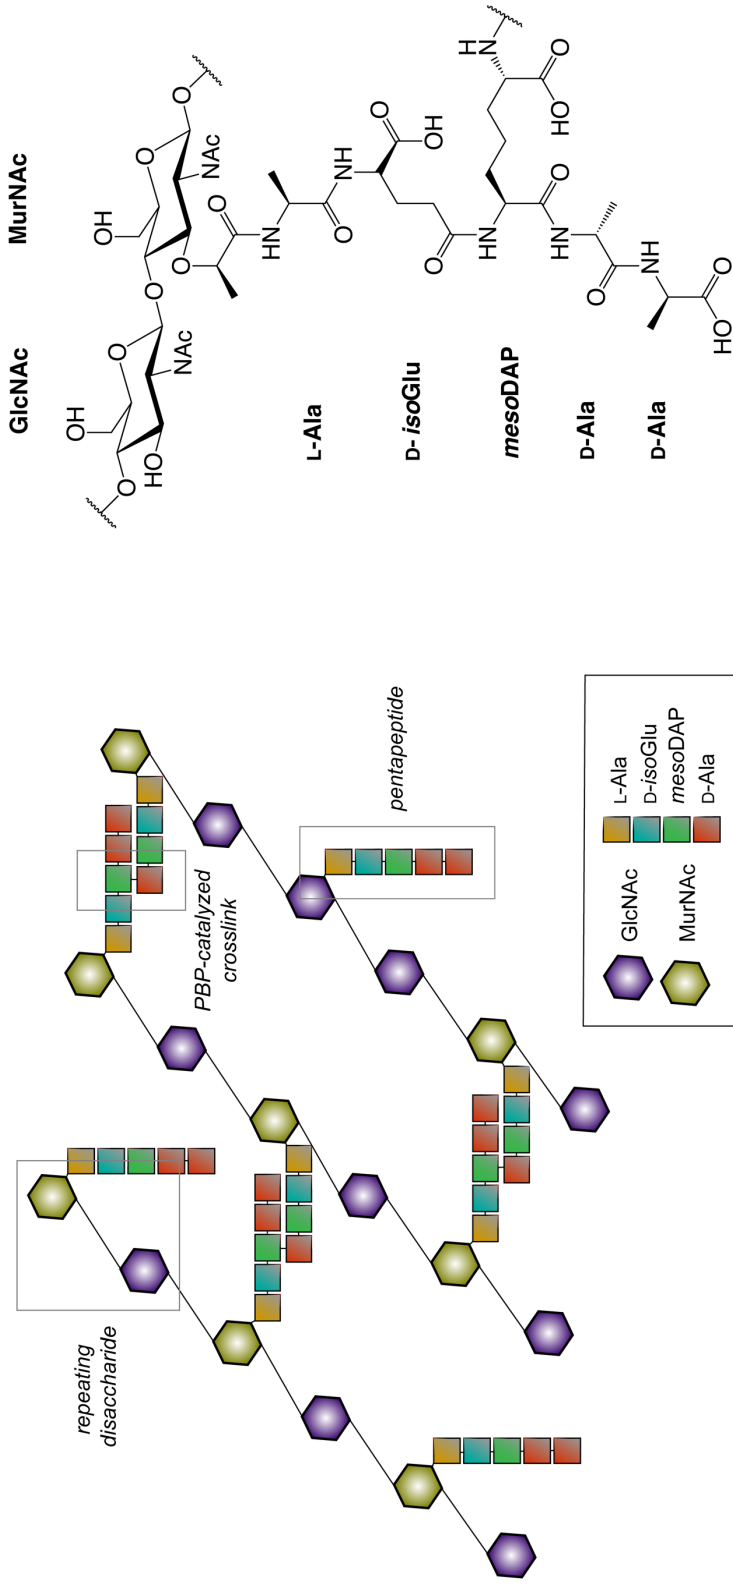 repeating
disaccharide
PBP-catalyzed
crosslink
pentapeptide
GlcNAc
MurNAc
L-Ala
D-isoGlu
mesoDAP
D-Ala
GlcNAc
MurNAc
OH
OH
O
O
O
O
O
HO
NAc
O
NAc
O
HN
O
L-Ala
O
NH
O
OH
D-isoGlu
O
HN
H
N
mesoDAP
O
HO
O
HN
D-Ala
O
NH
D-Ala
O
HO